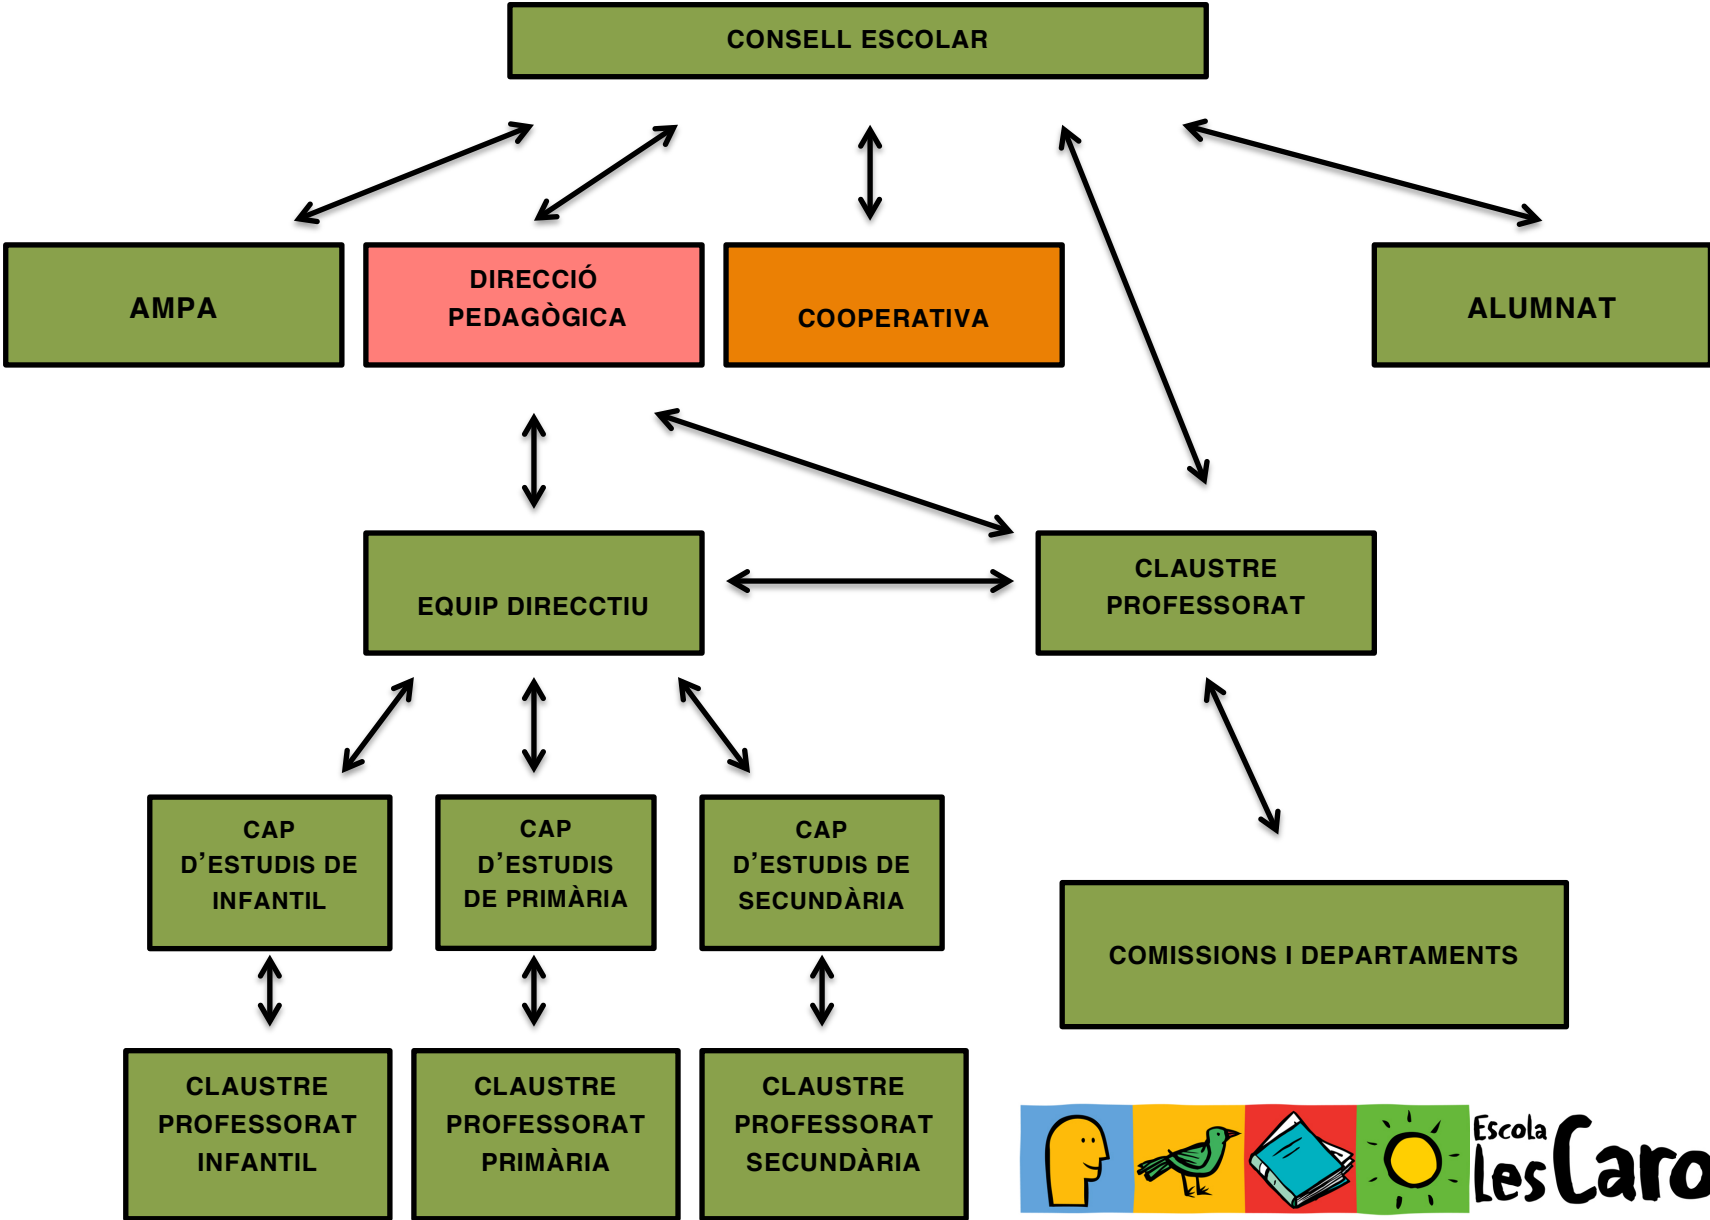 CONSELL ESCOLAR
AMPA
DIRECCIÓ
PEDAGÒGICA
COOPERATIVA
ALUMNAT
EQUIP DIRECCTIU
CLAUSTRE
PROFESSORAT
CAP
D'ESTUDIS DE
INFANTIL
CAP
D'ESTUDIS
DE PRIMÀRIA
CAP
D'ESTUDIS DE
SECUNDÀRIA
COMISSIONS I DEPARTAMENTS
CLAUSTRE
PROFESSORAT
INFANTIL
CLAUSTRE
PROFESSORAT
PRIMÀRIA
CLAUSTRE
PROFESSORAT
SECUNDÀRIA
Escola
Les Caro